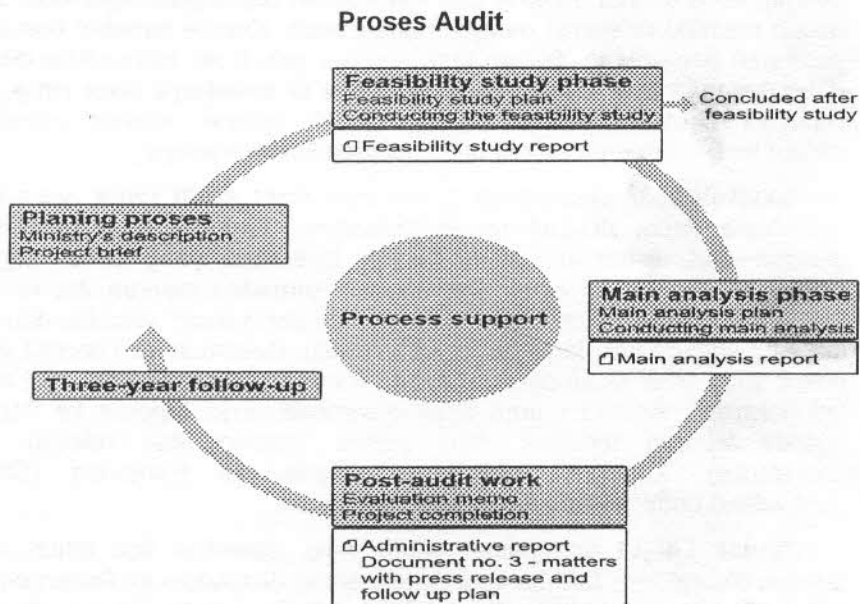 Proses Audit
Feasibility study phase
Feasibility study plan
Conducting the feasibility study
Feasibility study report
Concluded after
feasibility study
Planing proses
Ministry's description
Project brief
Process support
Main analysis phase
Main analysis plan
Conducting main analysis
Main analysis report
Three-year follow-up
Post-audit work
Evaluation memo
Project completion
Administrative report
Document no. 3 - matters
with press release and
follow up plan